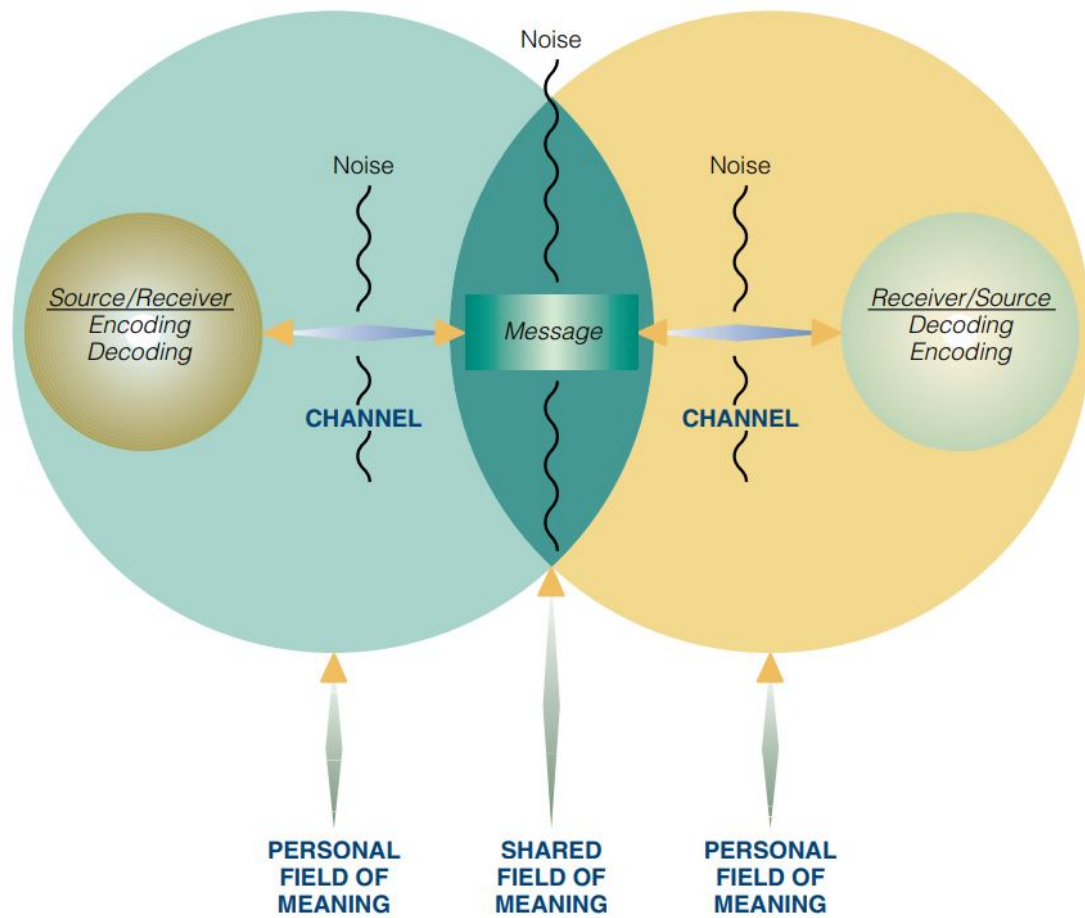 Noise
Noise
Noise
Source/Receiver
Encoding
Decoding
Message
Receiver/Source
Decoding
Encoding
CHANNEL
CHANNEL
PERSONAL
FIELD OF
MEANING
SHARED
FIELD OF
MEANING
PERSONAL
FIELD OF
MEANING